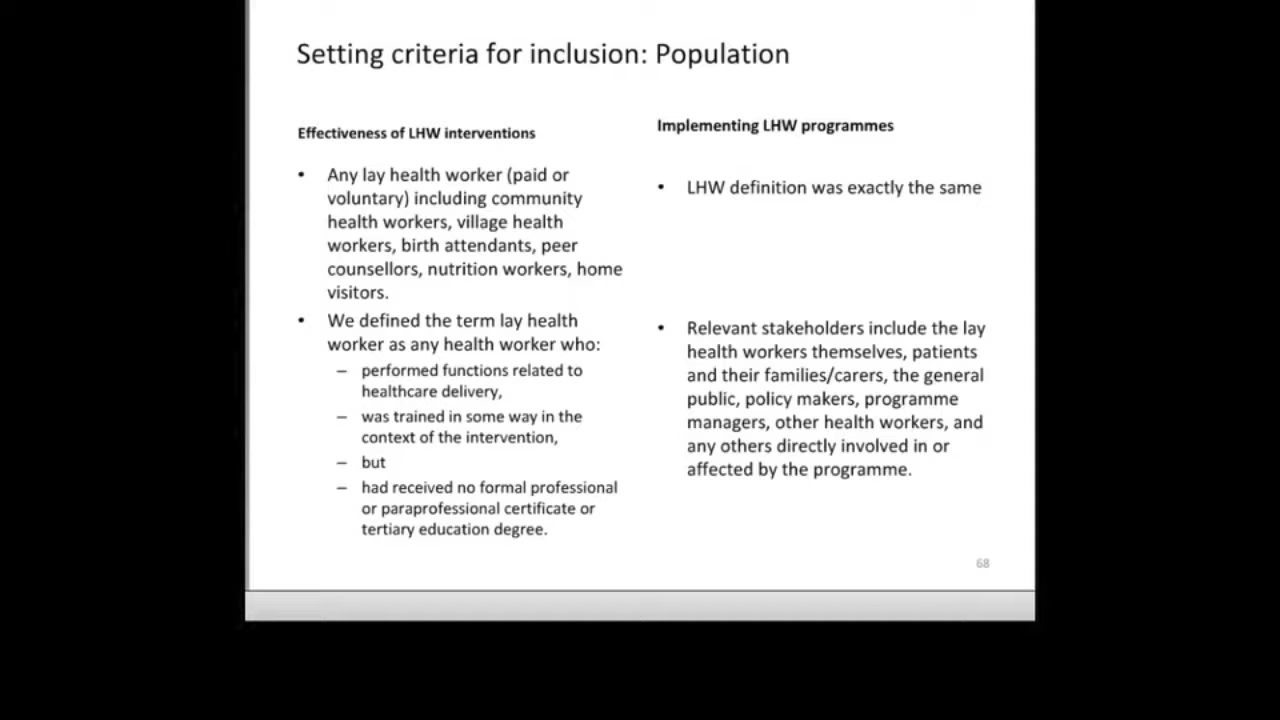 Setting criteria for inclusion: Population
Effectiveness of LHW interventions
• Any lay health worker (paid or
voluntary) including community
health workers, village health
workers, birth attendants, peer
counsellors, nutrition workers, home
visitors.
• We defined the term lay health
worker as any health worker who:
– performed functions related to
healthcare delivery,
– was trained in some way in the
context of the intervention,
– but
– had received no formal professional
or paraprofessional certificate or
tertiary education degree.
Implementing LHW programmes
• LHW definition was exactly the same
• Relevant stakeholders include the lay
health workers themselves, patients
and their families/carers, the general
public, policy makers, programme
managers, other health workers, and
any others directly involved in or
affected by the programme.
68